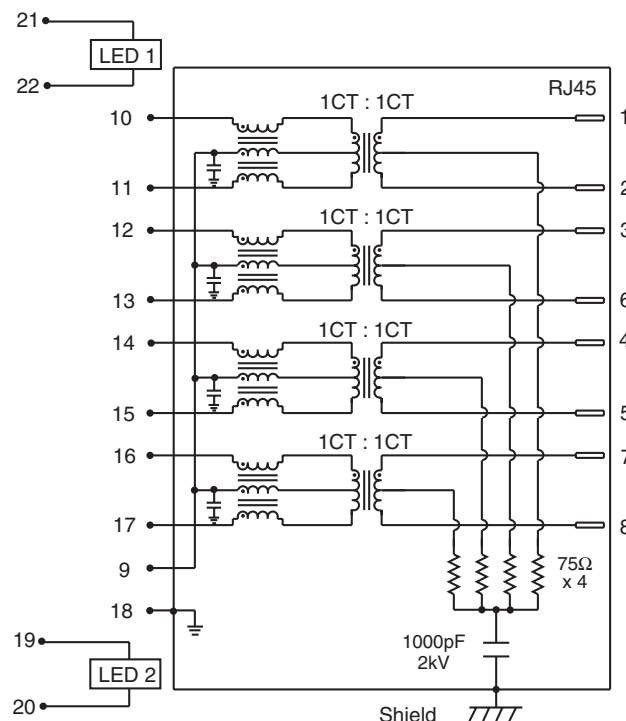 21
LED 1
22
RJ45
1CT : 1CT
10
1
11
2
1CT : 1CT
12
3
13
6
1CT : 1CT
14
4
15
5
1CT : 1CT
16
7
17
8
9
75Ω
x 4
18
1000pF
2kV
19
LED 2
20
Shield